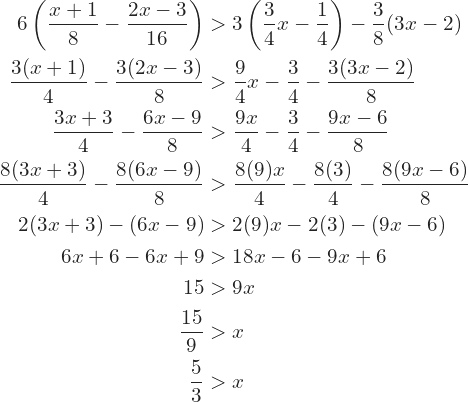 6 ( \frac{x+1}{8} - \frac{2x-3}{16} ) > 3 ( \frac{3}{4}x - \frac{1}{4} ) - \frac{3}{8}(3x-2)
\frac{3(x+1)}{4} - \frac{3(2x-3)}{8} > \frac{9}{4}x - \frac{3}{4} - \frac{3(3x-2)}{8}
\frac{3x+3}{4} - \frac{6x-9}{8} > \frac{9x}{4} - \frac{3}{4} - \frac{9x-6}{8}
\frac{8(3x+3)}{4} - \frac{8(6x-9)}{8} > \frac{8(9)x}{4} - \frac{8(3)}{4} - \frac{8(9x-6)}{8}
2(3x+3) - (6x-9) > 2(9)x - 2(3) - (9x-6)
6x + 6 - 6x + 9 > 18x - 6 - 9x + 6
15 > 9x
\frac{15}{9} > x
\frac{5}{3} > x